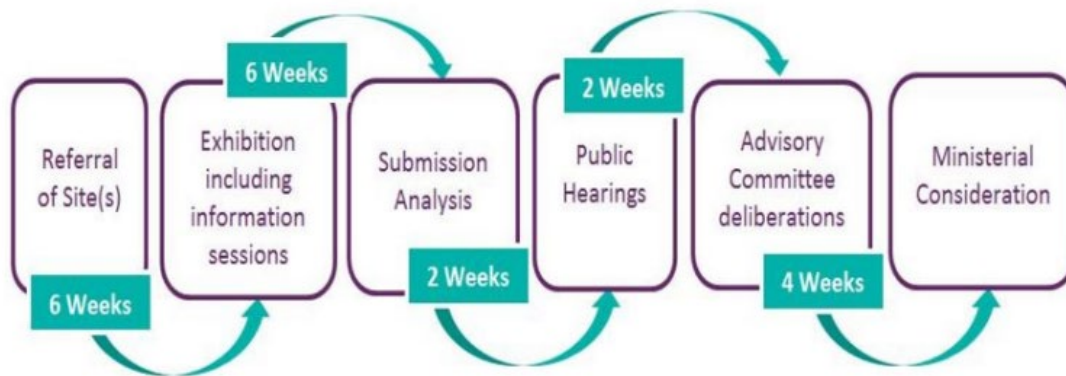 Referral
of Site(s)
6 Weeks
Exhibition
including
information
sessions
6 Weeks
Submission
Analysis
2 Weeks
Public
Hearings
2 Weeks
Advisory
Committee
deliberations
4 Weeks
Ministerial
Consideration